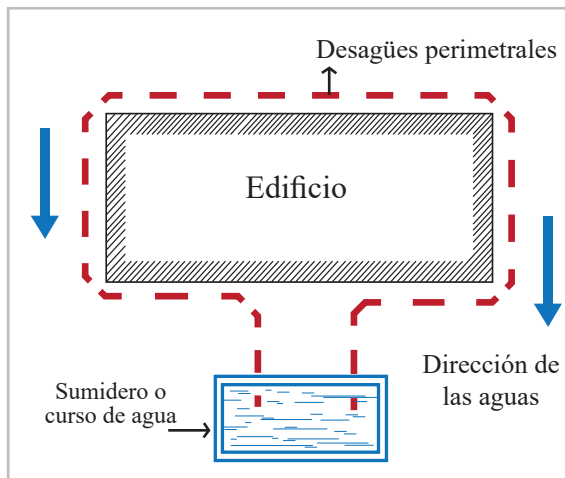 Desagües perimetrales
Edificio
Dirección de
las aguas
Sumidero o
curso de agua